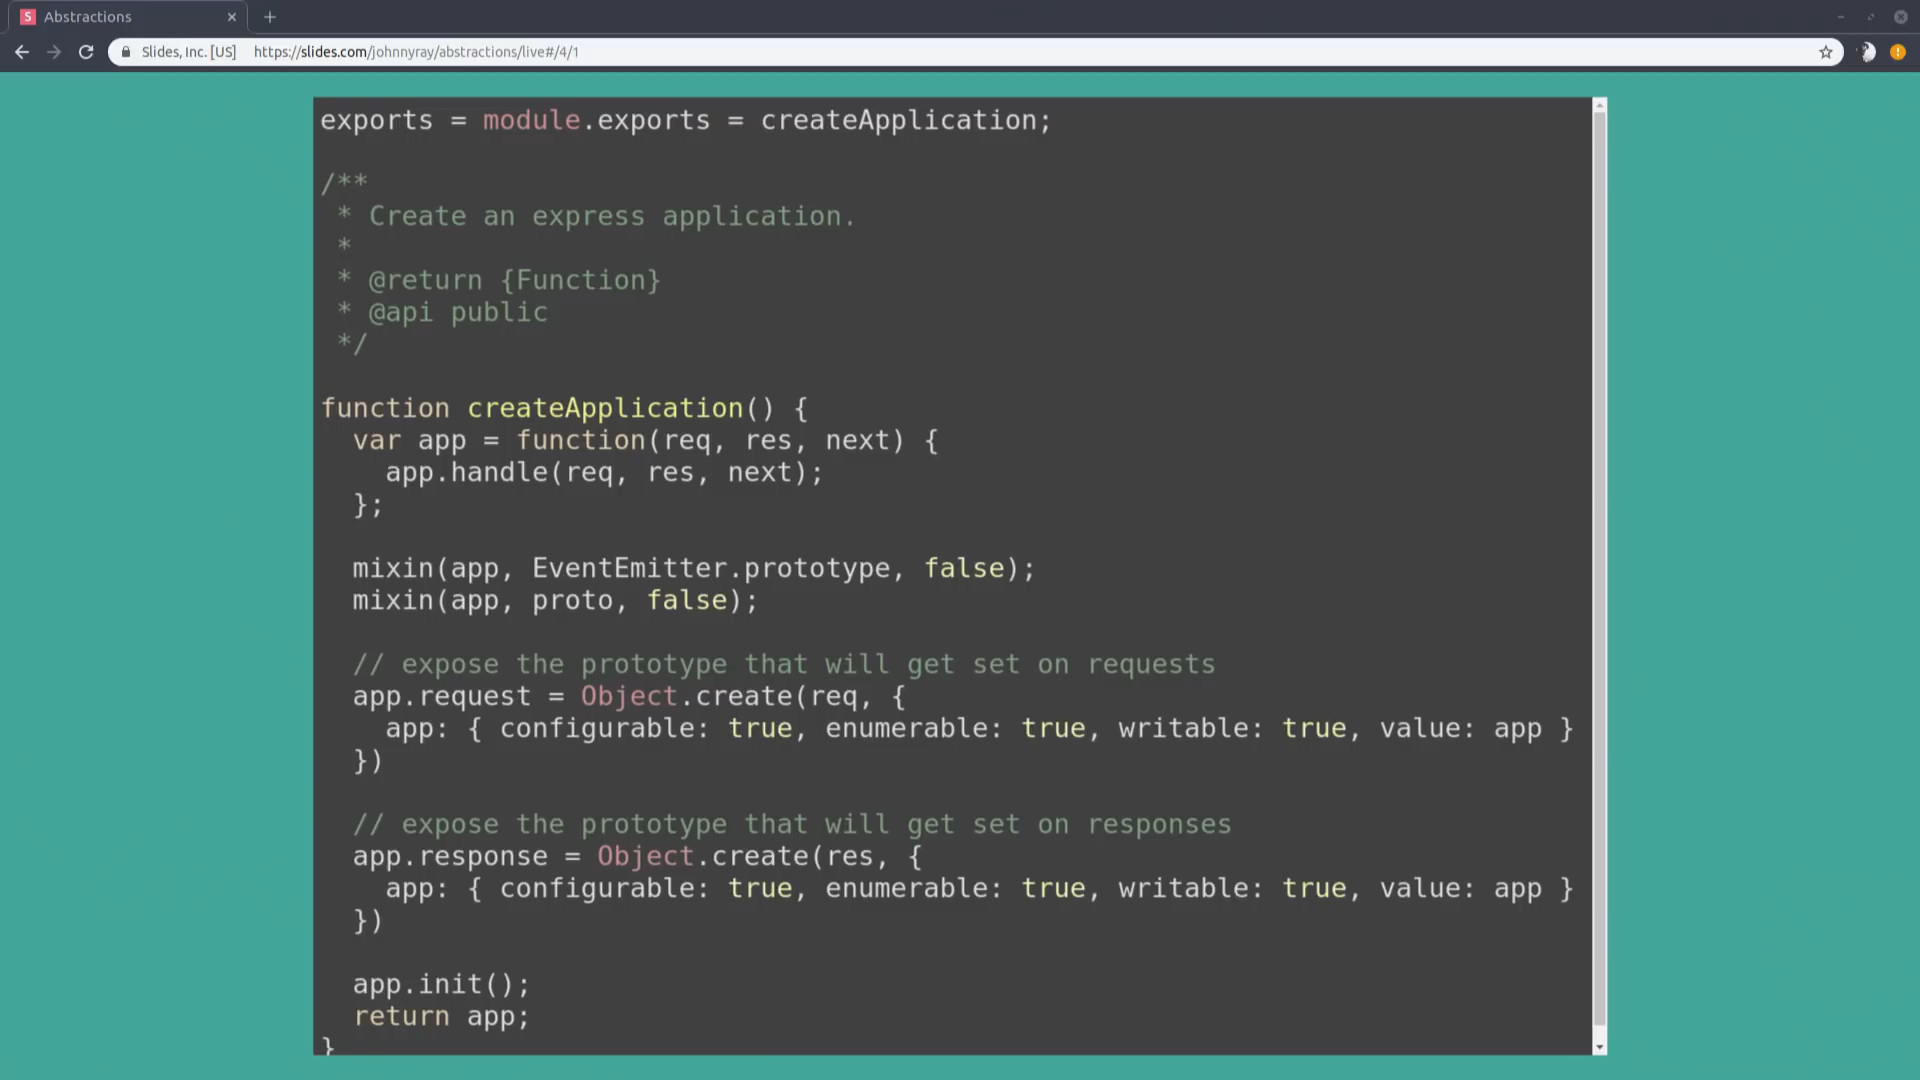 S Abstractions
Slides, Inc. [US] https://slides.com/johnnyray/abstractions/live#/4/1
exports = module.exports = createApplication;
/**
 * Create an express application.
 *
 * @return {Function}
 * @api public
 */
function createApplication() {
  var app = function(req, res, next) {
    app.handle(req, res, next);
  };
  mixin(app, EventEmitter.prototype, false);
  mixin(app, proto, false);
  // expose the prototype that will get set on requests
  app.request = Object.create(req, {
    app: { configurable: true, enumerable: true, writable: true, value: app }
  })
  // expose the prototype that will get set on responses
  app.response = Object.create(res, {
    app: { configurable: true, enumerable: true, writable: true, value: app }
  })
  app.init();
  return app;
}